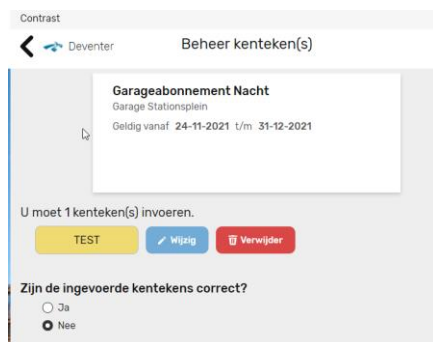 Contrast
Deventer Beheer kenteken(s)
Garageabonnement Nacht
Garage Stationsplein
Geldig vanaf 24-11-2021 t/m 31-12-2021
U moet 1 kenteken(s) invoeren.
TEST Wijzig Verwijder
Zijn de ingevoerde kentekens correct?
Ja
Nee